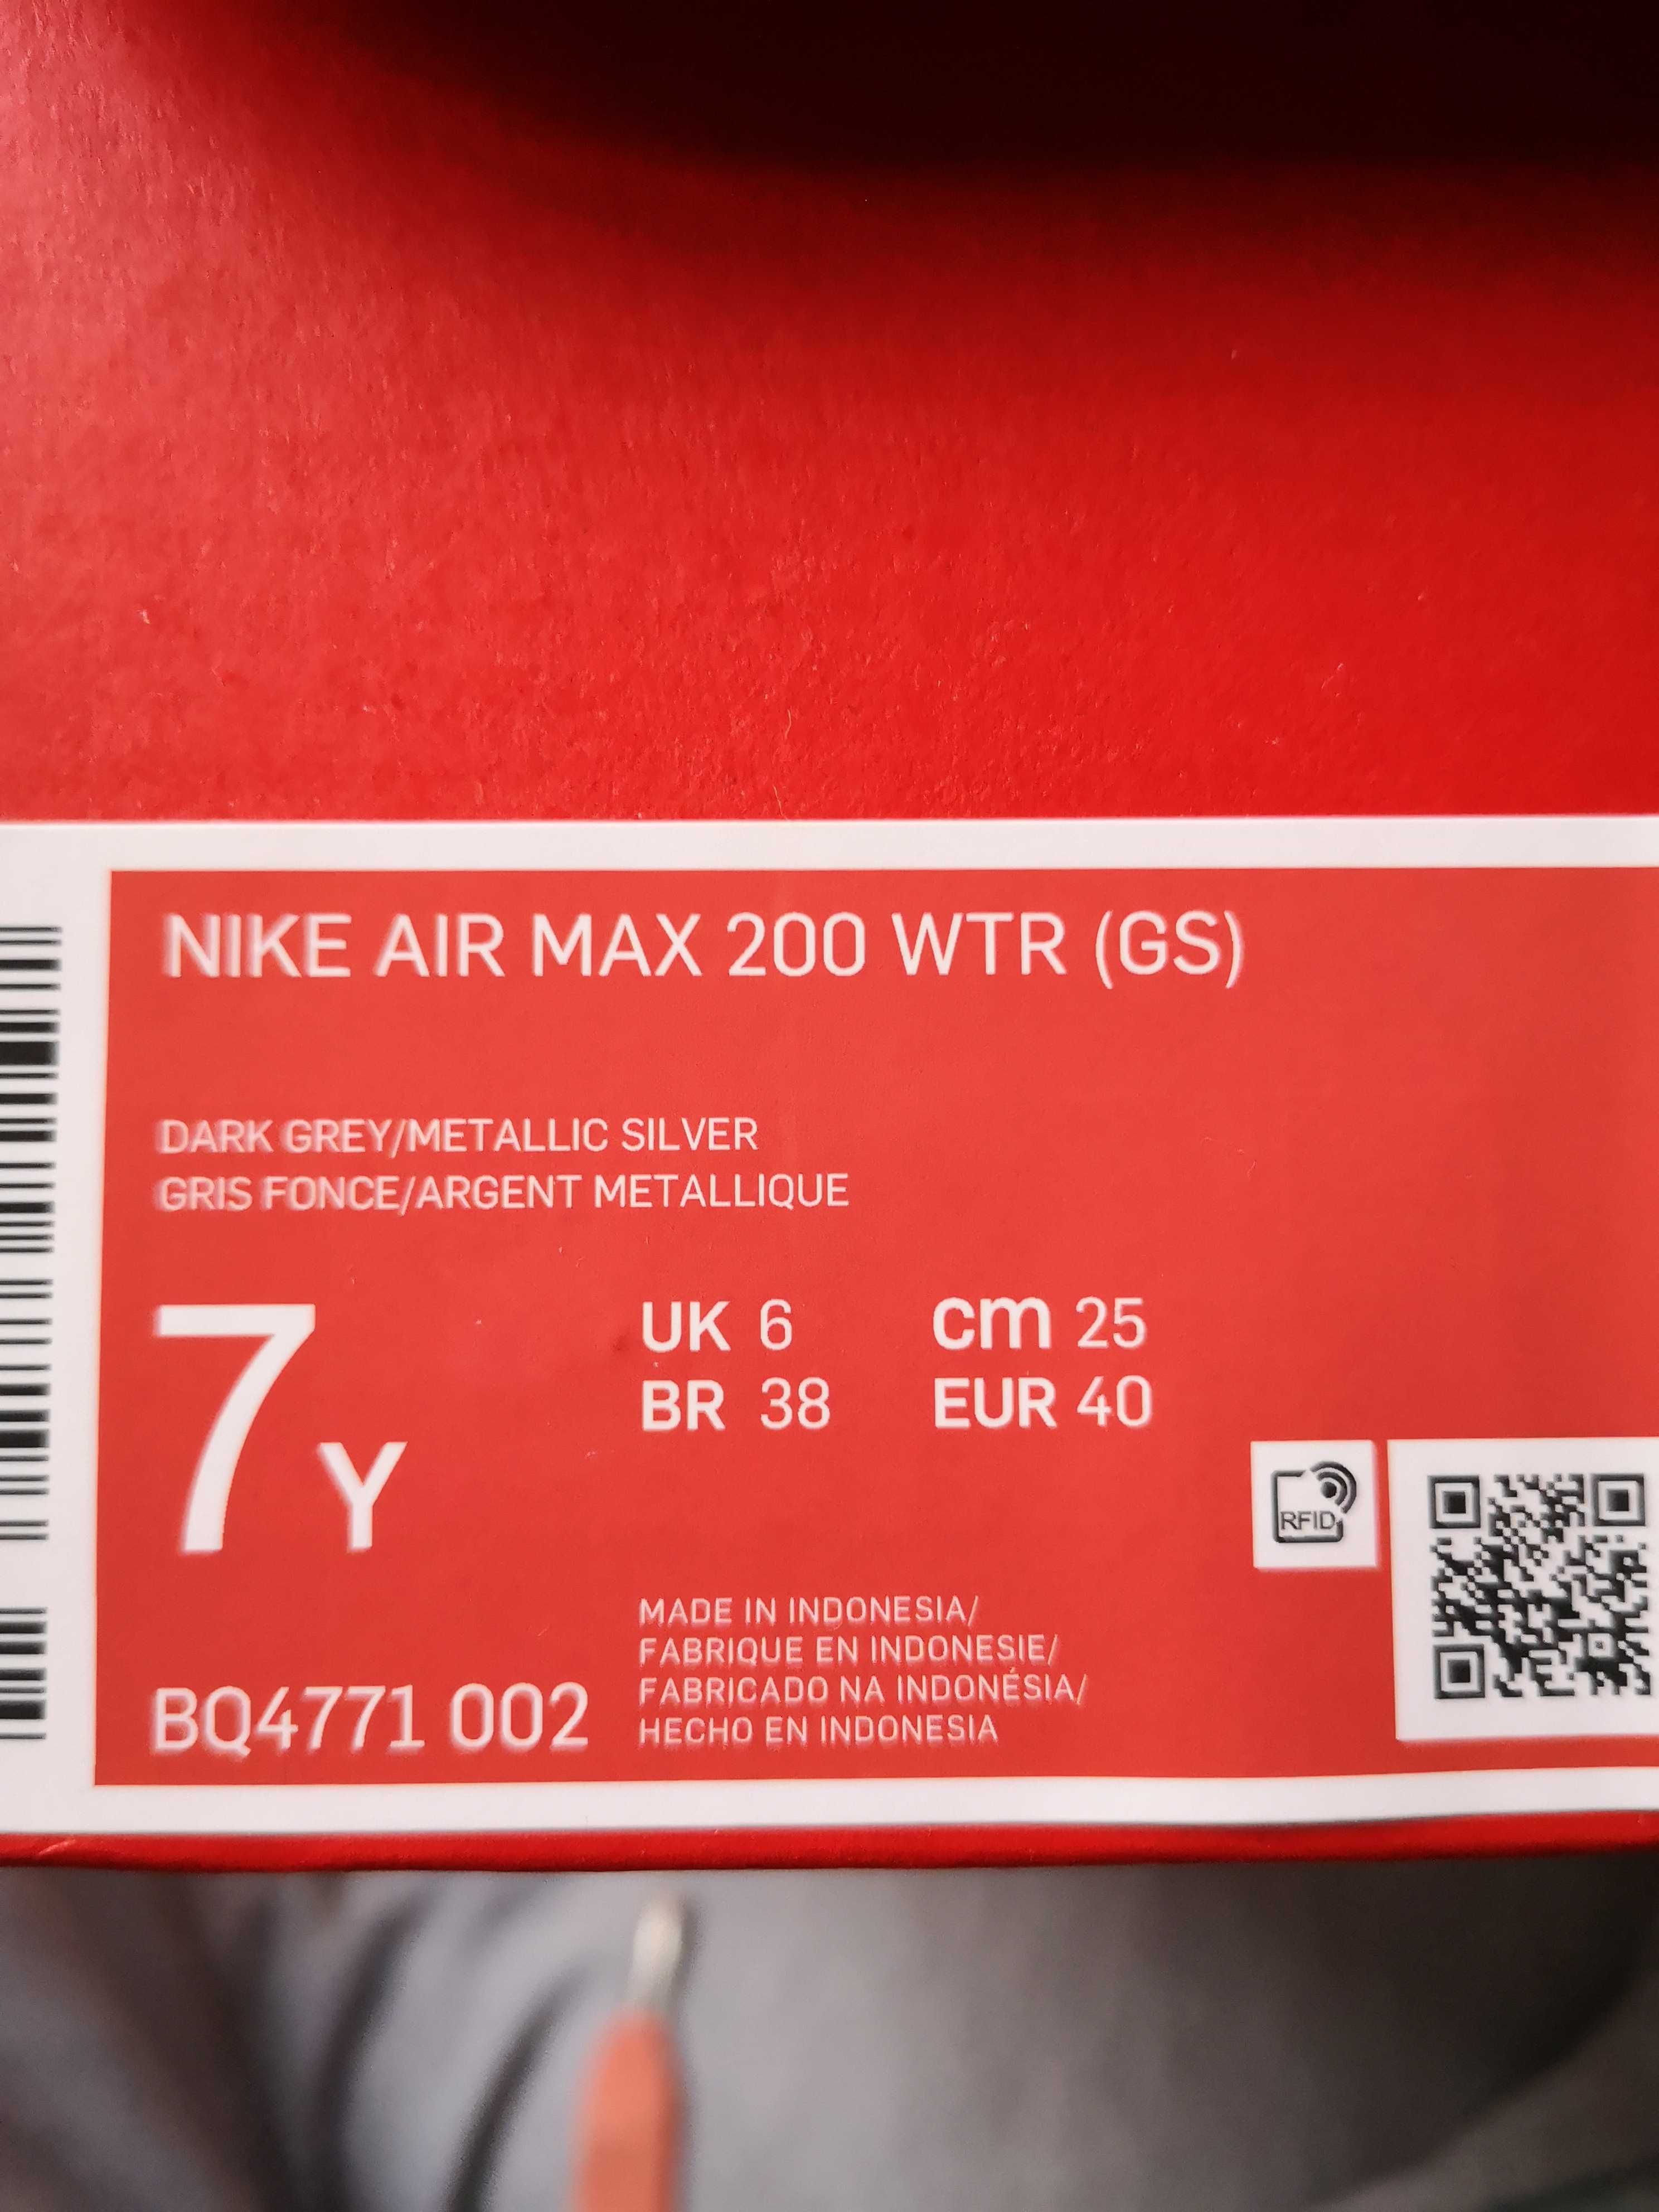 NIKE AIR MAX 200 WTR (GS)
DARK GREY/METALLIC SILVER
GRIS FONCE/ARGENT METALLIQUE
7Y
UK 6 cm 25
BR 38 EUR 40
RFID
MADE IN INDONESIA/
FABRIQUE EN INDONESIE/
FABRICADO NA INDONÉSIA/
HECHO EN INDONESIA
BQ4771 002